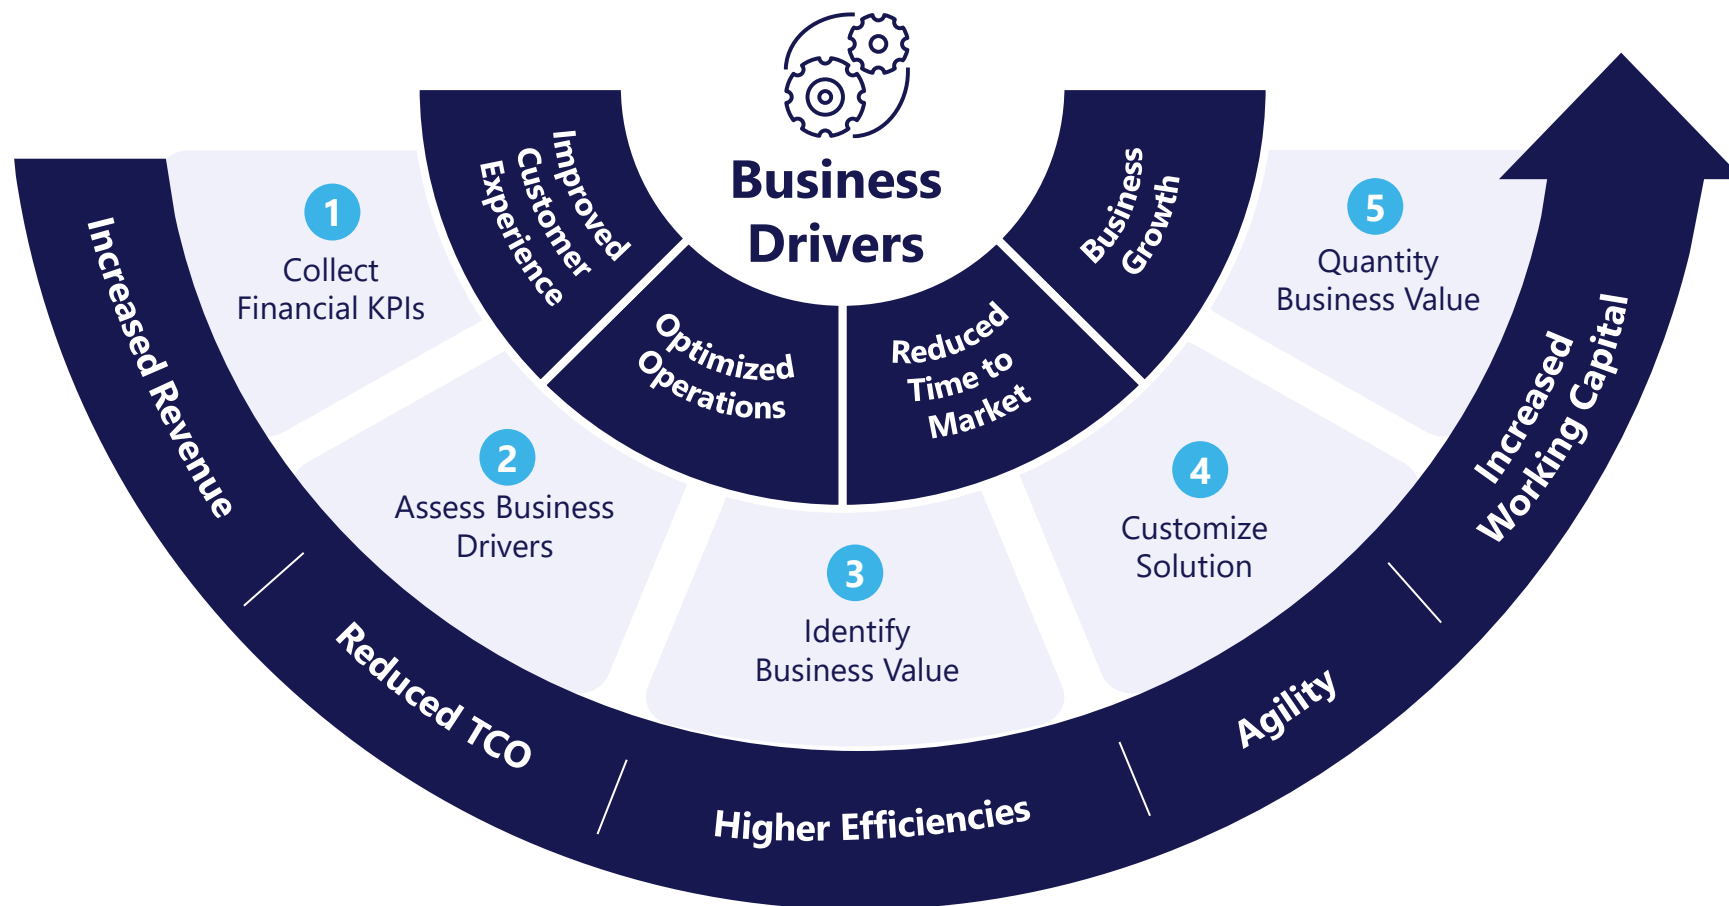 Business
Drivers
Improved
Customer
Experience
Optimized
Operations
Reduced
Time to
Market
Business
Growth
1
Collect
Financial KPIs
2
Assess Business
Drivers
3
Identify
Business Value
4
Customize
Solution
5
Quantity
Business Value
Increased Revenue
Reduced TCO
Higher Efficiencies
Agility
Increased
Working Capital